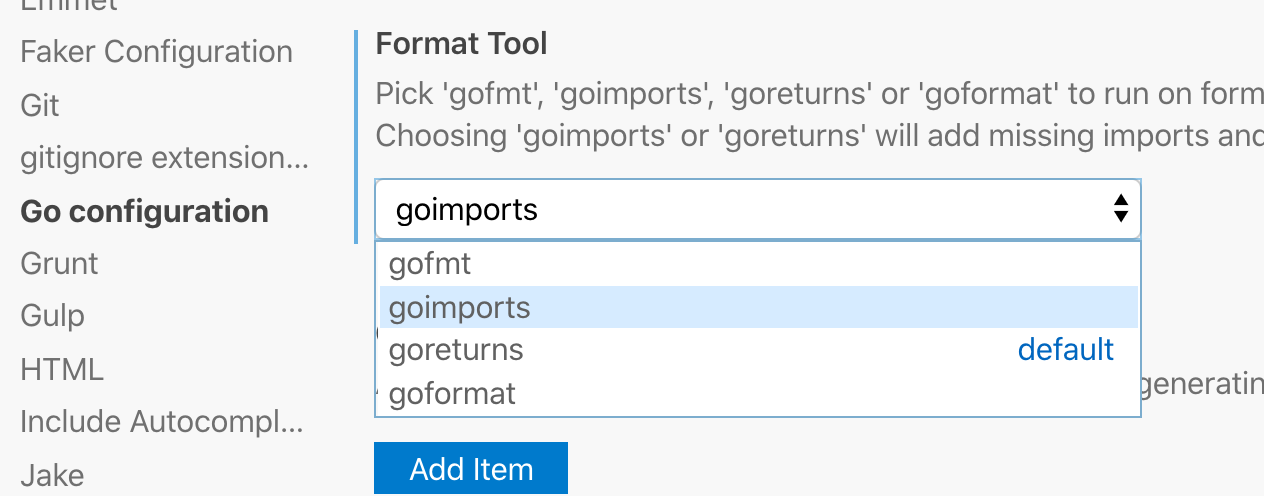 Emmet
Faker Configuration
Git
gitignore extension...
Go configuration
Grunt
Gulp
HTML
Include Autocompl...
Jake
Format Tool
Pick 'gofmt', 'goimports', 'goreturns' or 'goformat' to run on form
Choosing 'goimports' or 'goreturns' will add missing imports and
goimports
gofmt
goimports
goreturns default
goformat
generatin
Add Item